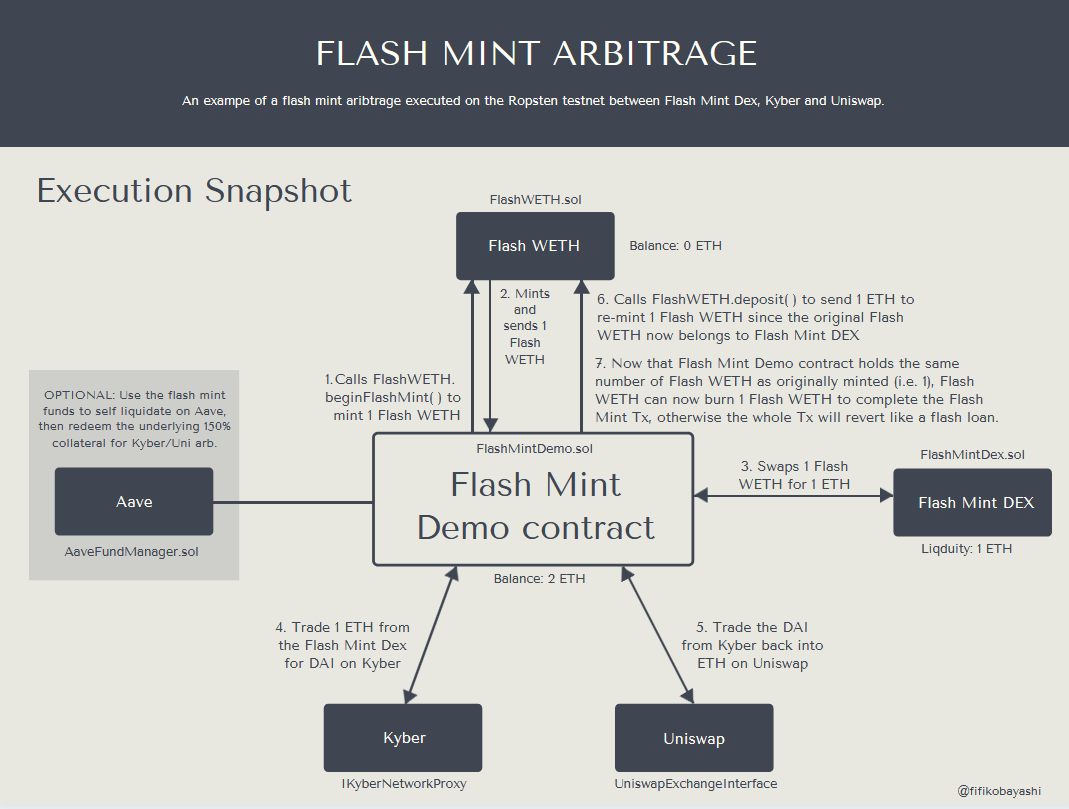 FLASH MINT ARBITRAGE
An exampe of a flash mint aribtrage executed on the Ropsten testnet between Flash Mint Dex, Kyber and Uniswap.
Execution Snapshot
FlashWETH.sol
Flash WETH
Balance: 0 ETH
2. Mints
and
sends 1
Flash
WETH
6. Calls FlashWETH.deposit( ) to send 1 ETH to
re-mint 1 Flash WETH since the original Flash
WETH now belongs to Flash Mint DEX
7. Now that Flash Mint Demo contract holds the same
number of Flash WETH as originally minted (i.e. 1), Flash
WETH can now burn 1 Flash WETH to complete the Flash
Mint Tx, otherwise the whole Tx will revert like a flash loan.
1.Calls FlashWETH.
beginFlashMint( ) to
mint 1 Flash WETH
OPTIONAL: Use the flash mint
funds to self liquidate on Aave,
then redeem the underlying 150%
collateral for Kyber/Uni arb.
Aave
AaveFundManager.sol
FlashMintDemo.sol
Flash Mint
Demo contract
Balance: 2 ETH
3. Swaps 1 Flash
WETH for 1 ETH
FlashMintDex.sol
Flash Mint DEX
Liqduity: 1 ETH
4. Trade 1 ETH from
the Flash Mint Dex
for DAI on Kyber
5. Trade the DAI
from Kyber back into
ETH on Uniswap
Kyber
IKyberNetworkProxy
Uniswap
UniswapExchangeInterface
@fifikobayashi